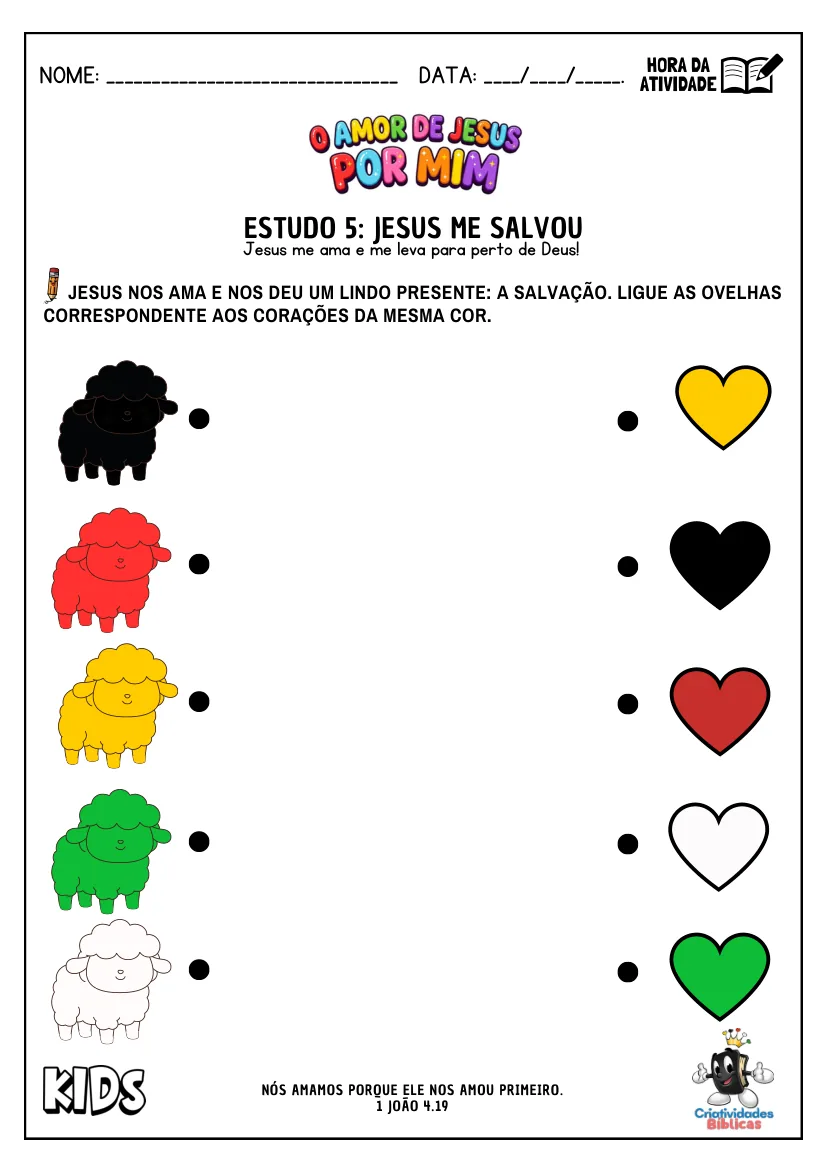 NOME: ________________________________ DATA: ____/____/_____.
HORA DA
ATIVIDADE
O AMOR DE JESUS
POR MIM
ESTUDO 5: JESUS ME SALVOU
Jesus me ama e me leva para perto de Deus!
JESUS NOS AMA E NOS DEU UM LINDO PRESENTE: A SALVAÇÃO. LIGUE AS OVELHAS
CORRESPONDENTE AOS CORAÇÕES DA MESMA COR.
KIDS
NÓS AMAMOS PORQUE ELE NOS AMOU PRIMEIRO.
1 JOÃO 4.19
Criatividades
Bíblicas